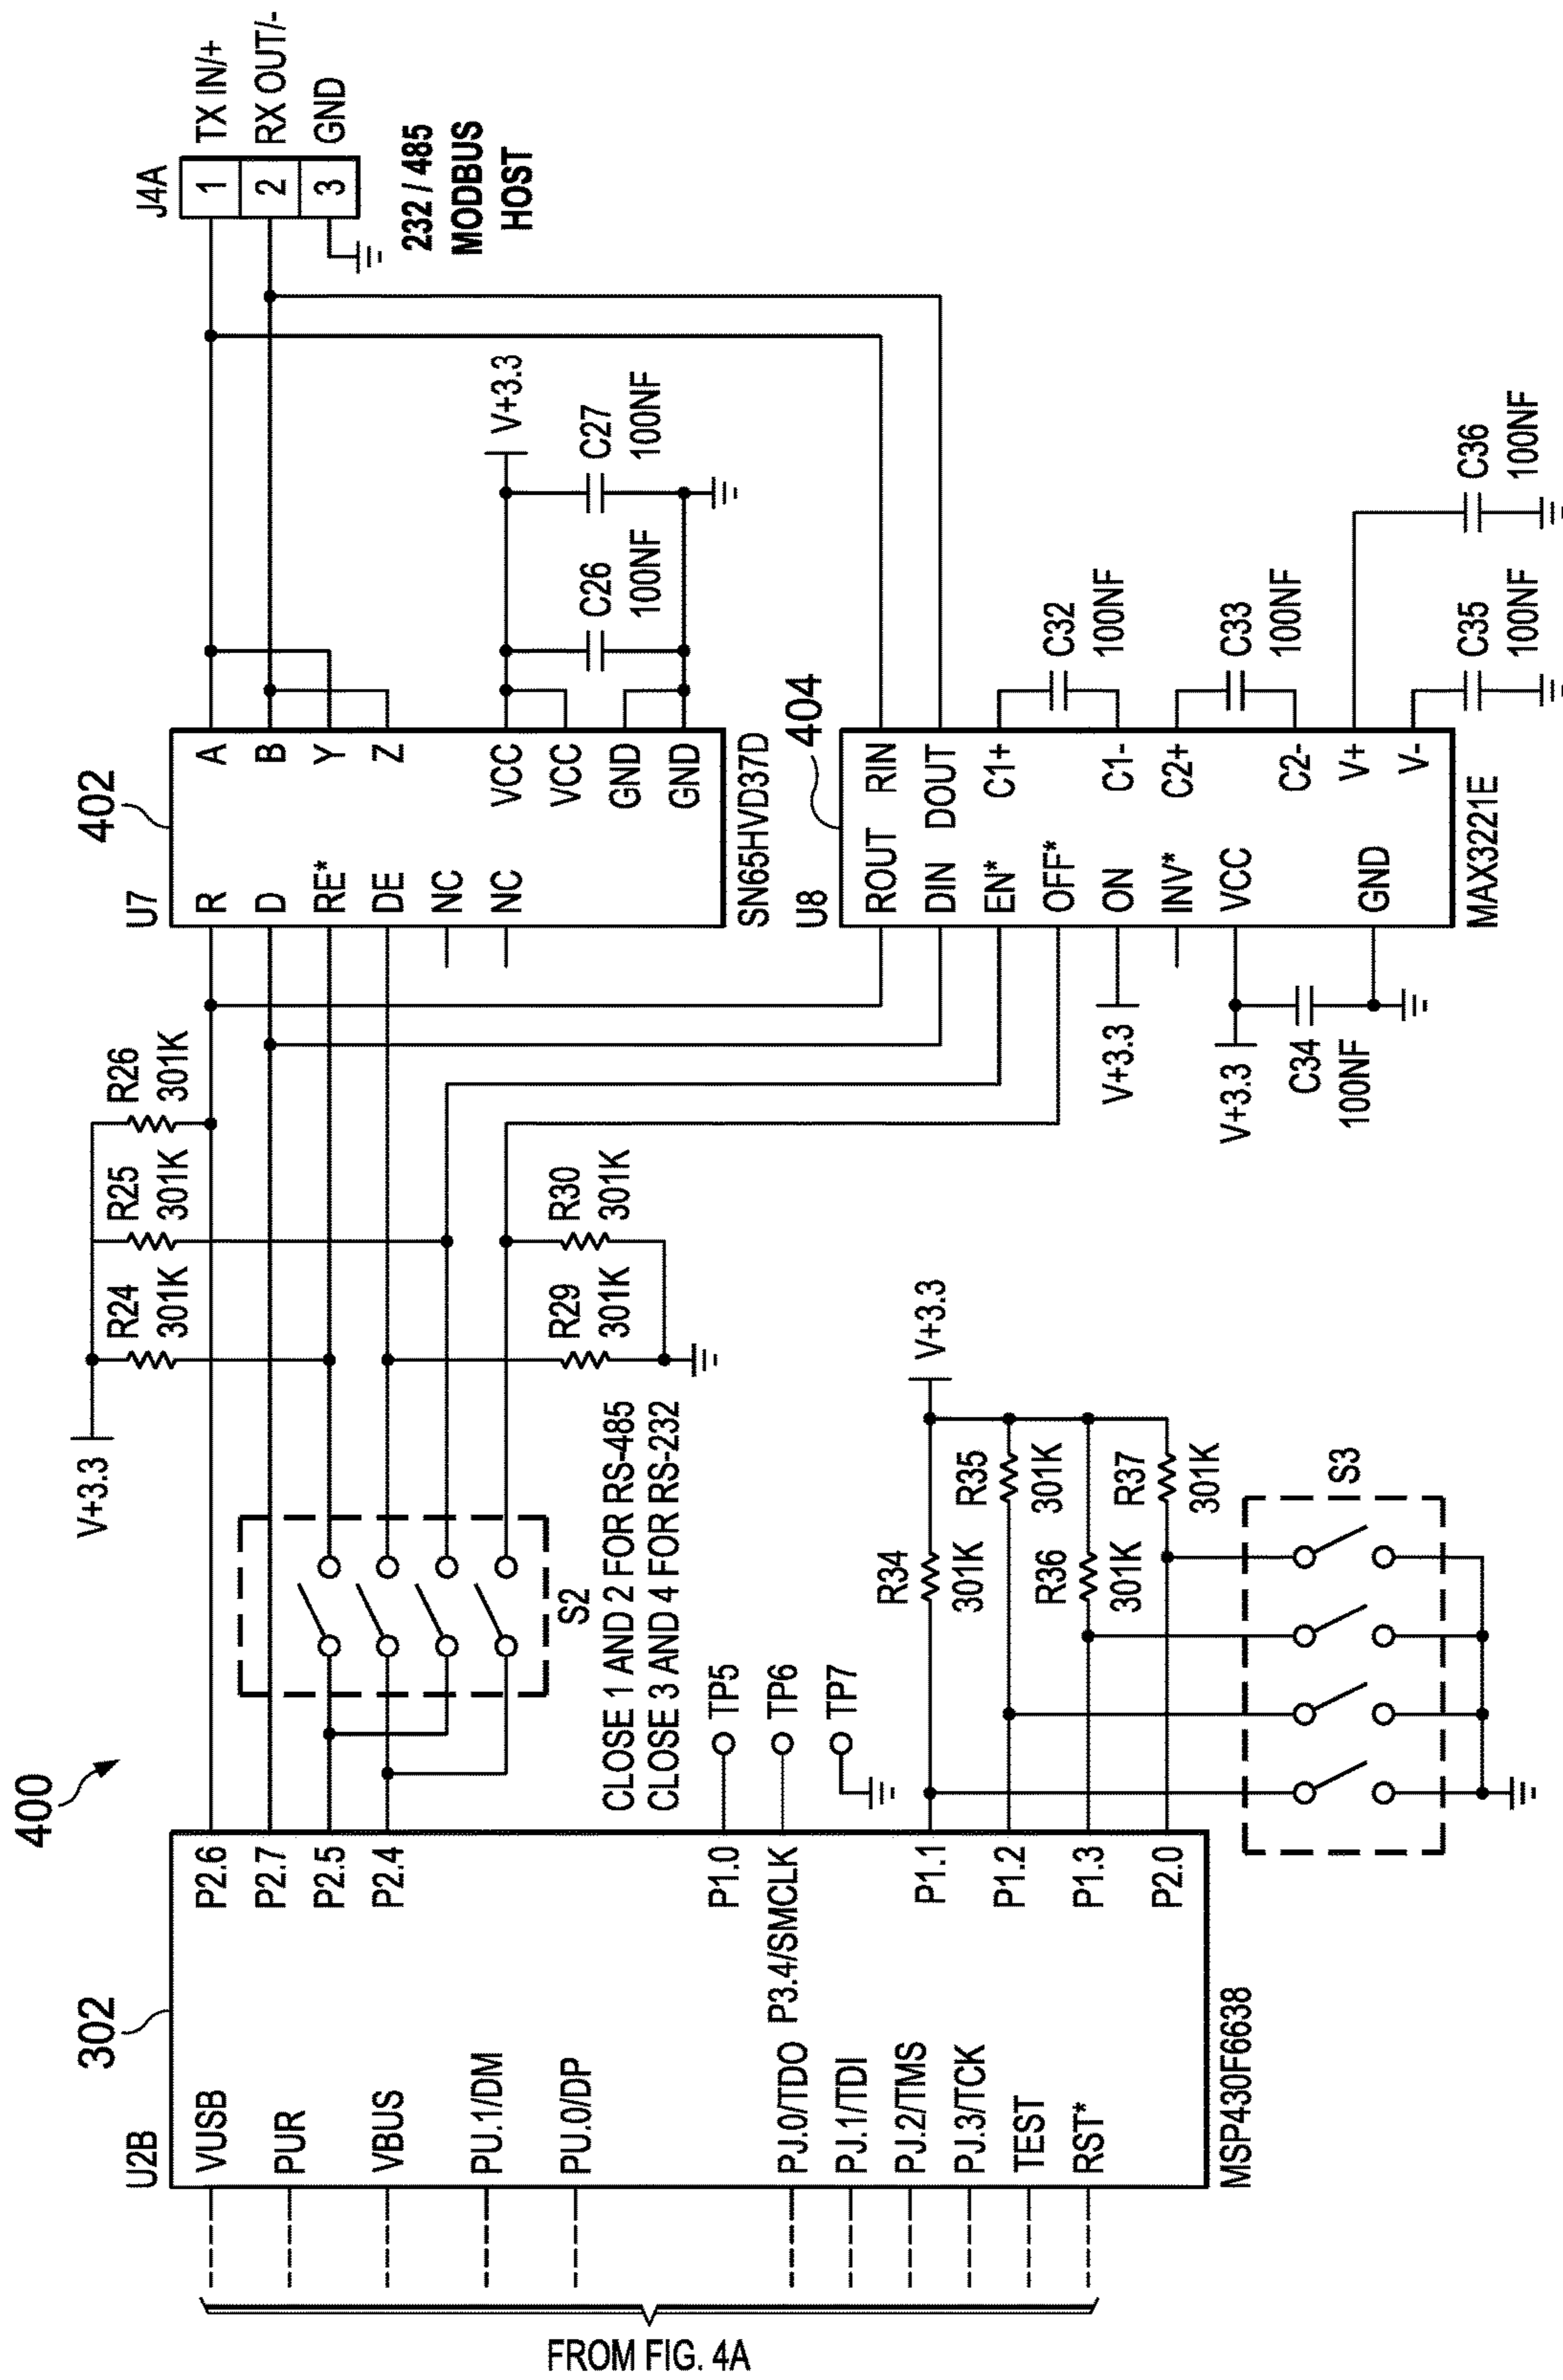 400
302
U2B
VUSB
PUR
VBUS
PU.1/DM
PU.0/DP
PJ.0/TDO
PJ.1/TDI
PJ.2/TMS
PJ.3/TCK
TEST
RST*
P2.6
P2.7
P2.5
P2.4
P1.0
P3.4/SMCLK
P1.1
P1.2
P1.3
P2.0
MSP430F6638
FROM FIG. 4A
V+3.3
R24
301K
R25
301K
R26
301K
S2
CLOSE 1 AND 2 FOR RS-485
CLOSE 3 AND 4 FOR RS-232
R29
301K
R30
301K
TP5
TP6
TP7
V+3.3
R34
301K
R35
301K
R36
301K
R37
301K
S3
402
U7
R
D
RE*
DE
NC
NC
A
B
Y
Z
VCC
VCC
GND
GND
SN65HVD37D
V+3.3
C26
100NF
C27
100NF
J4A
1
2
3
TX IN/+
RX OUT/-
GND
232 / 485
MODBUS
HOST
404
U8
ROUT
DIN
EN*
OFF*
ON
INV*
VCC
GND
RIN
DOUT
C1+
C1-
C2+
C2-
V+
V-
MAX3221E
V+3.3
V+3.3
C34
100NF
C32
100NF
C33
100NF
C35
100NF
C36
100NF